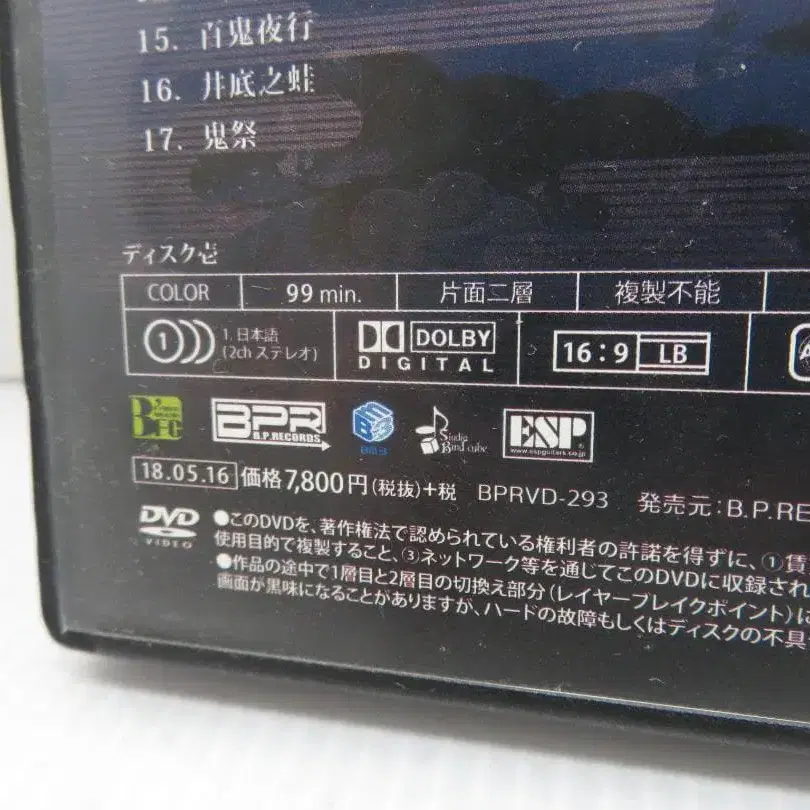 15. 百鬼夜行
16. 井底之蛙
17. 鬼祭
ディスク壱
COLOR 99 min. 片面二層 複製不能
1 1. 日本語 (2ch ステレオ) DOLBY DIGITAL 16:9 LB
BPR B.P.RECORDS Studio Band cube ESP www.espguitars.co.jp
18.05.16 価格7,800円(税抜)+税 BPRVD-293 発売元:B.P.RE
DVD VIDEO
●このDVDを、著作権法で認められている権利者の許諾を得ずに、①賃
使用目的で複製すること、③ネットワーク等を通じてこのDVDに収録され
●作品の途中で1層目と2層目の切換え部分(レイヤーブレイクポイント)に
画面が黒味になることがありますが、ハードの故障もしくはディスクの不具